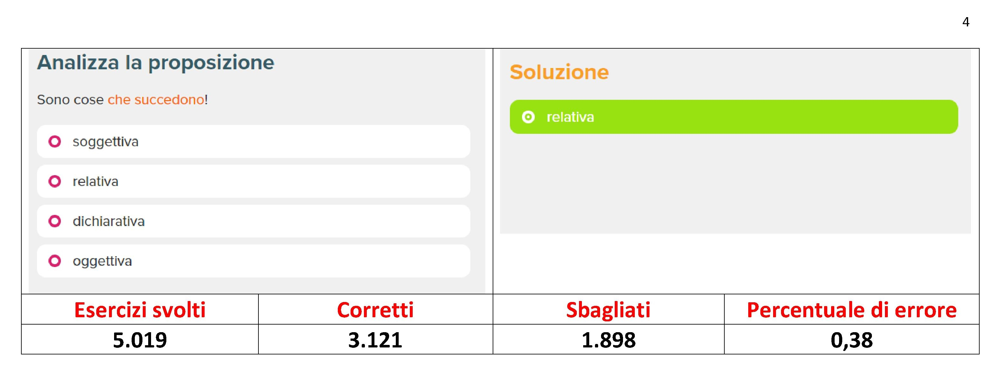 4
Analizza la proposizione
Sono cose che succedono!
soggettiva
relativa
dichiarativa
oggettiva
Soluzione
relativa
Esercizi svolti
Corretti
Sbagliati
Percentuale di errore
5.019
3.121
1.898
0,38